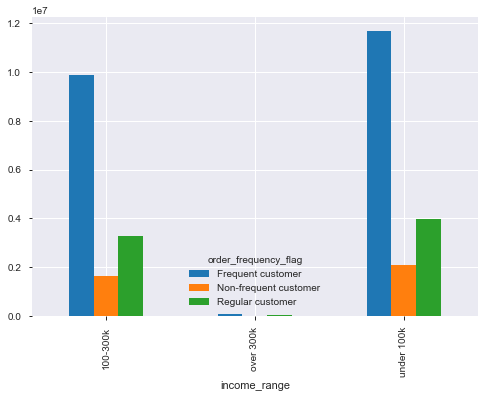 1e7
1.2
1.0
0.8
0.6
0.4
0.2
0.0
order_frequency_flag
Frequent customer
Non-frequent customer
Regular customer
100-300k
over 300k
under 100k
income_range